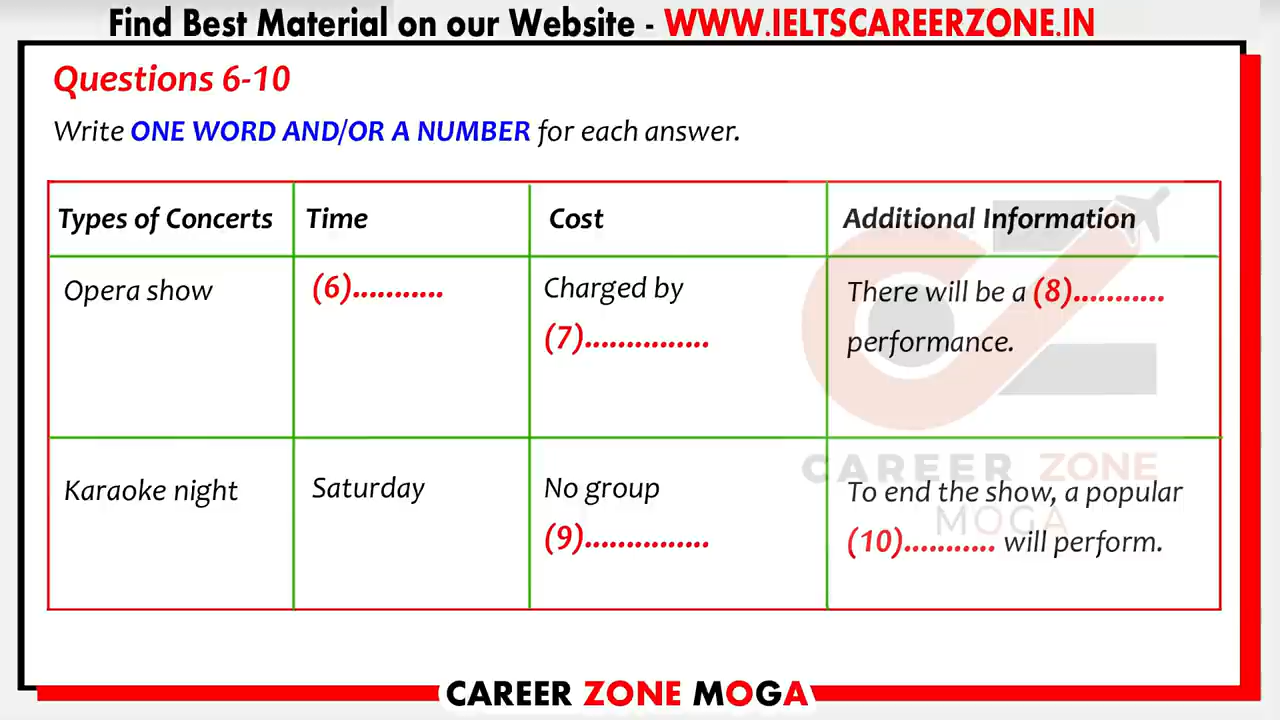 Find Best Material on our Website - WWW.IELTSCAREERZONE.IN
Questions 6-10
Write ONE WORD AND/OR A NUMBER for each answer.
Types of Concerts Time Cost Additional Information
Opera show (6)........... Charged by There will be a (8)...........
(7)............... performance.
CAREER ZONE
MOGA
Karaoke night Saturday No group To end the show, a popular
(9)............... (10)........... will perform.
CAREER ZONE MOGA